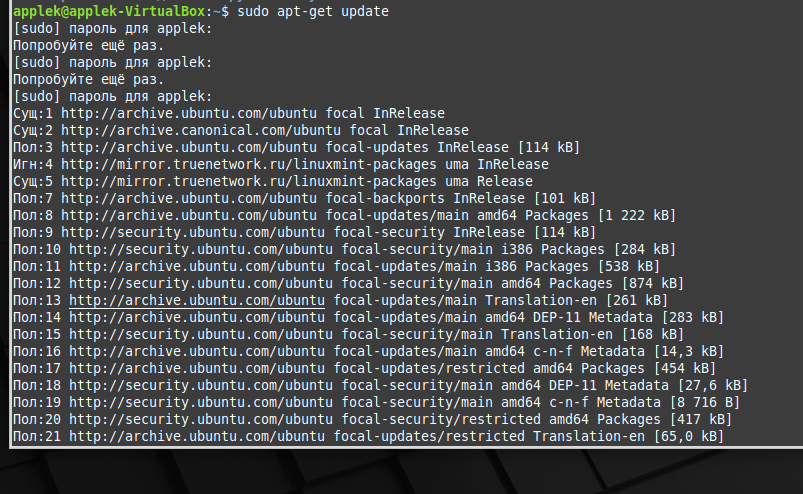 applek@applek-VirtualBox:~$ sudo apt-get update
[sudo] пароль для applek:
Попробуйте ещё раз.
[sudo] пароль для applek:
Попробуйте ещё раз.
[sudo] пароль для applek:
Сущ:1 http://archive.ubuntu.com/ubuntu focal InRelease
Сущ:2 http://archive.canonical.com/ubuntu focal InRelease
Пол:3 http://archive.ubuntu.com/ubuntu focal-updates InRelease [114 kB]
Игн:4 http://mirror.truenetwork.ru/linuxmint-packages uma InRelease
Сущ:5 http://mirror.truenetwork.ru/linuxmint-packages uma Release
Пол:7 http://archive.ubuntu.com/ubuntu focal-backports InRelease [101 kB]
Пол:8 http://archive.ubuntu.com/ubuntu focal-updates/main amd64 Packages [1 222 kB]
Пол:9 http://security.ubuntu.com/ubuntu focal-security InRelease [114 kB]
Пол:10 http://security.ubuntu.com/ubuntu focal-security/main i386 Packages [284 kB]
Пол:11 http://archive.ubuntu.com/ubuntu focal-updates/main i386 Packages [538 kB]
Пол:12 http://security.ubuntu.com/ubuntu focal-security/main amd64 Packages [874 kB]
Пол:13 http://archive.ubuntu.com/ubuntu focal-updates/main Translation-en [261 kB]
Пол:14 http://archive.ubuntu.com/ubuntu focal-updates/main amd64 DEP-11 Metadata [283 kB]
Пол:15 http://security.ubuntu.com/ubuntu focal-security/main Translation-en [168 kB]
Пол:16 http://archive.ubuntu.com/ubuntu focal-updates/main amd64 c-n-f Metadata [14,3 kB]
Пол:17 http://archive.ubuntu.com/ubuntu focal-updates/restricted amd64 Packages [454 kB]
Пол:18 http://security.ubuntu.com/ubuntu focal-security/main amd64 DEP-11 Metadata [27,6 kB]
Пол:19 http://security.ubuntu.com/ubuntu focal-security/main amd64 c-n-f Metadata [8 716 B]
Пол:20 http://security.ubuntu.com/ubuntu focal-security/restricted amd64 Packages [417 kB]
Пол:21 http://archive.ubuntu.com/ubuntu focal-updates/restricted Translation-en [65,0 kB]